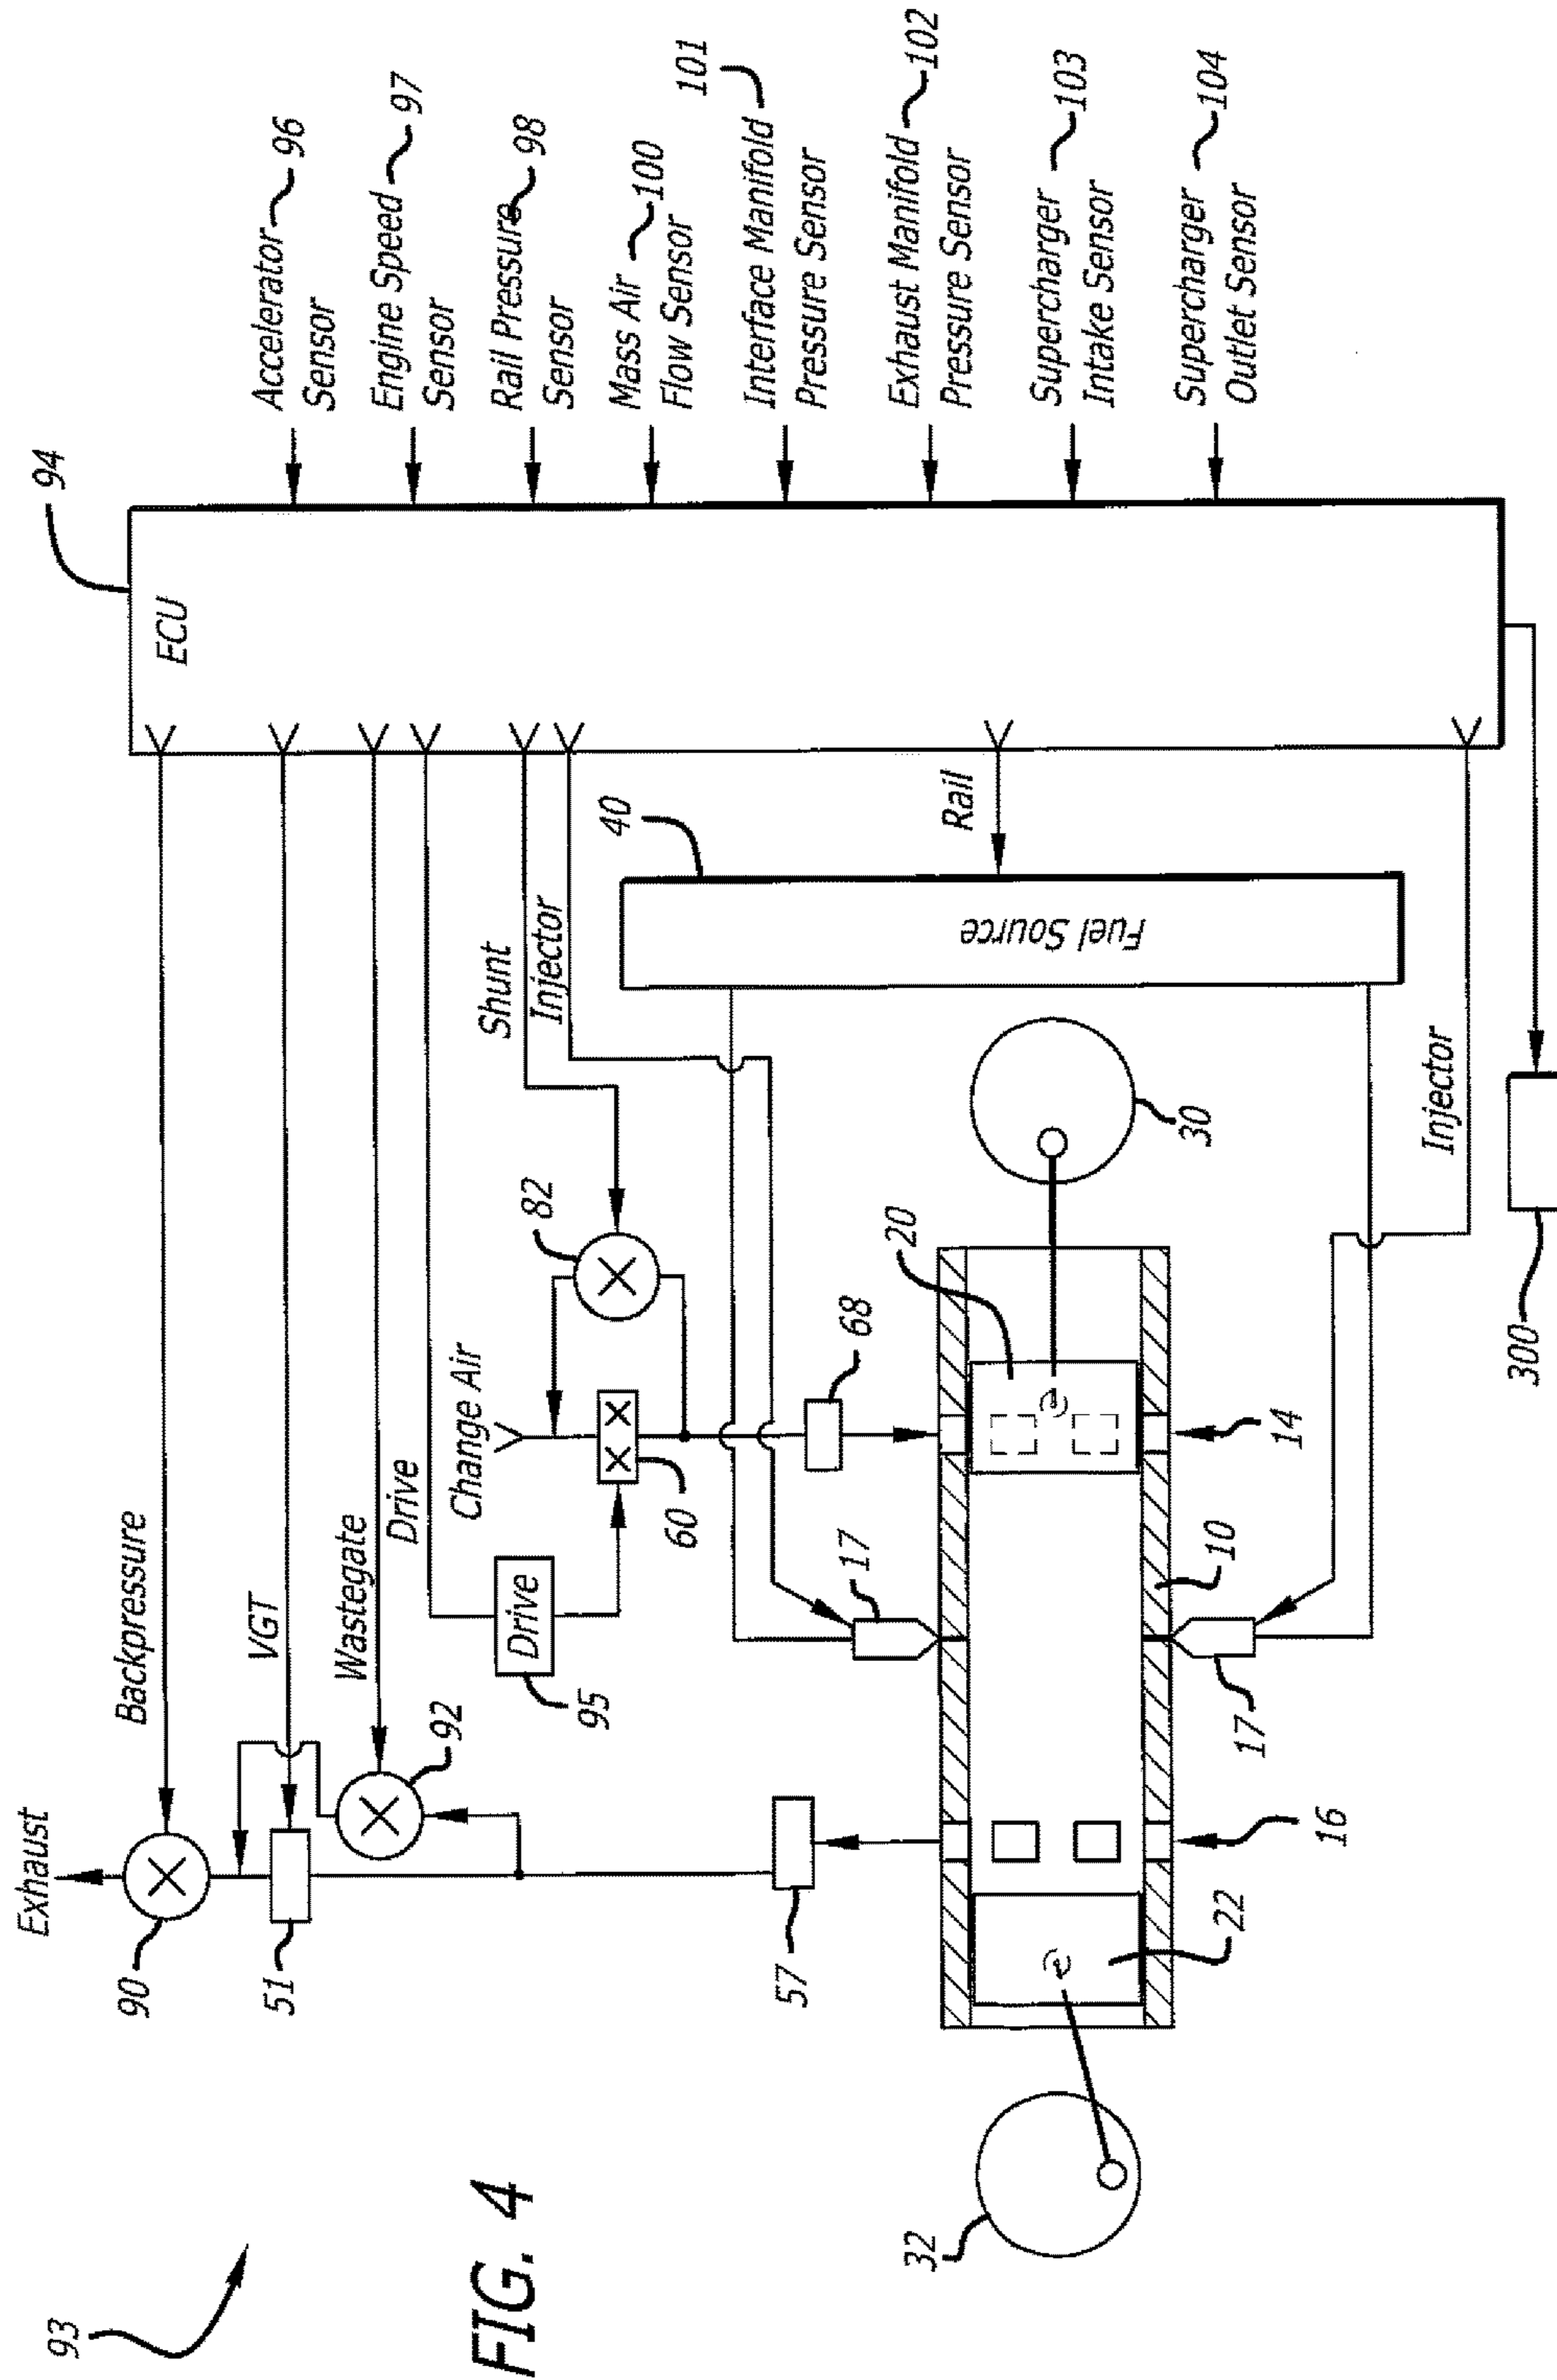 93
FIG. 4
Exhaust
90
51
Backpressure
VGT
Wastegate
92
Drive
Drive
95
Change Air
60
82
Shunt
Injector
68
57
17
17
10
16
14
20
22
30
32
40
Fuel Source
Rail
Injector
300
ECU
94
Accelerator 96
Sensor
Engine Speed 97
Sensor
Rail Pressure 98
Sensor
Mass Air 100
Flow Sensor
Interface Manifold 101
Pressure Sensor
Exhaust Manifold 102
Pressure Sensor
Supercharger 103
Intake Sensor
Supercharger 104
Outlet Sensor